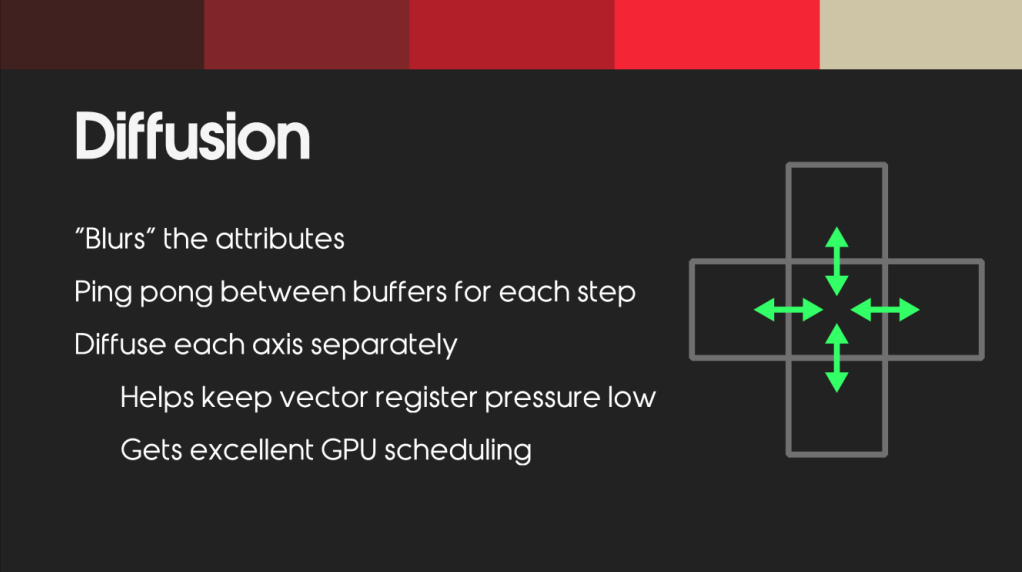 Diffusion
"Blurs" the attributes
Ping pong between buffers for each step
Diffuse each axis separately
Helps keep vector register pressure low
Gets excellent GPU scheduling